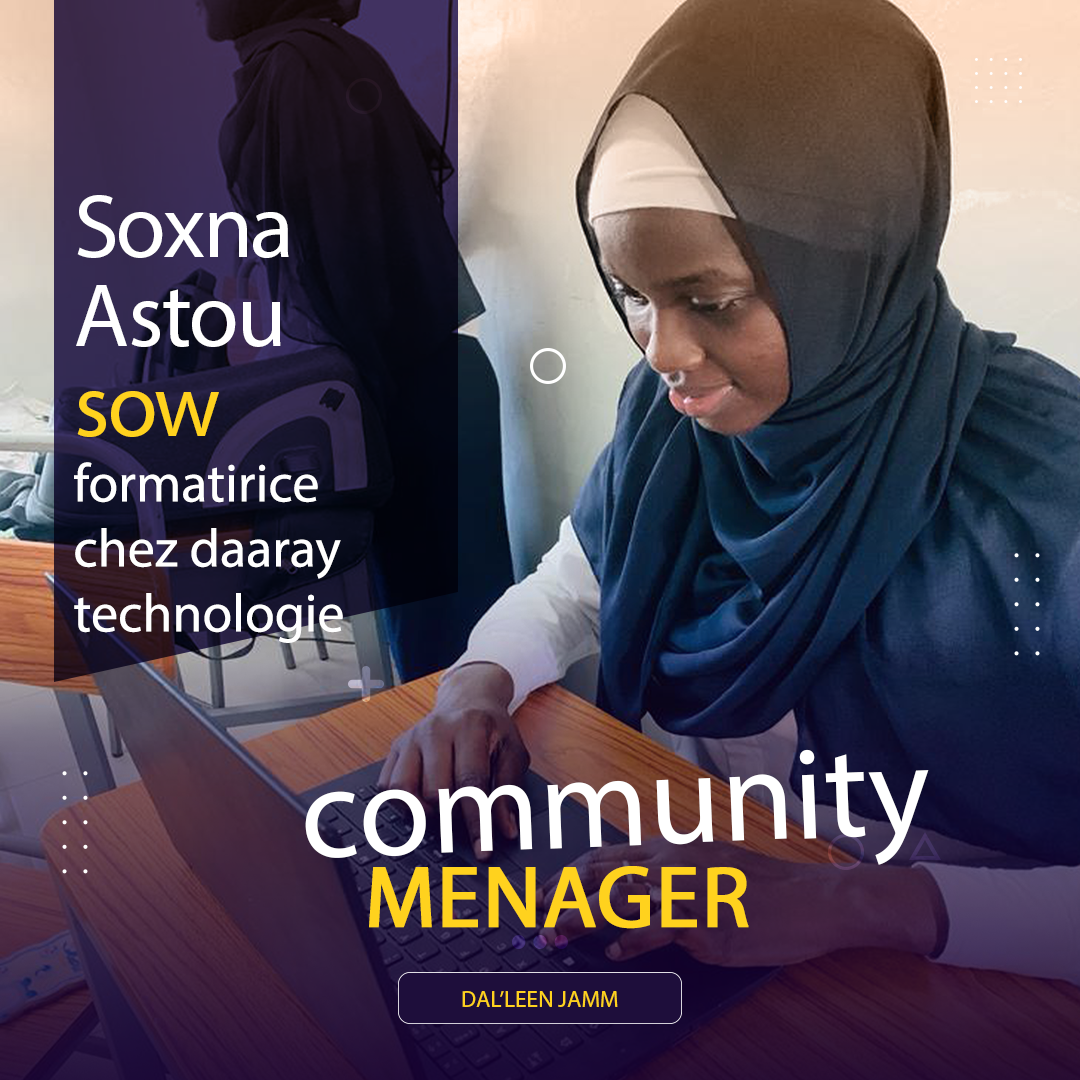 Soxna
Astou
SOW
formatirice
chez daaray
technologie
community
MENAGER
DAL'LEEN JAMM